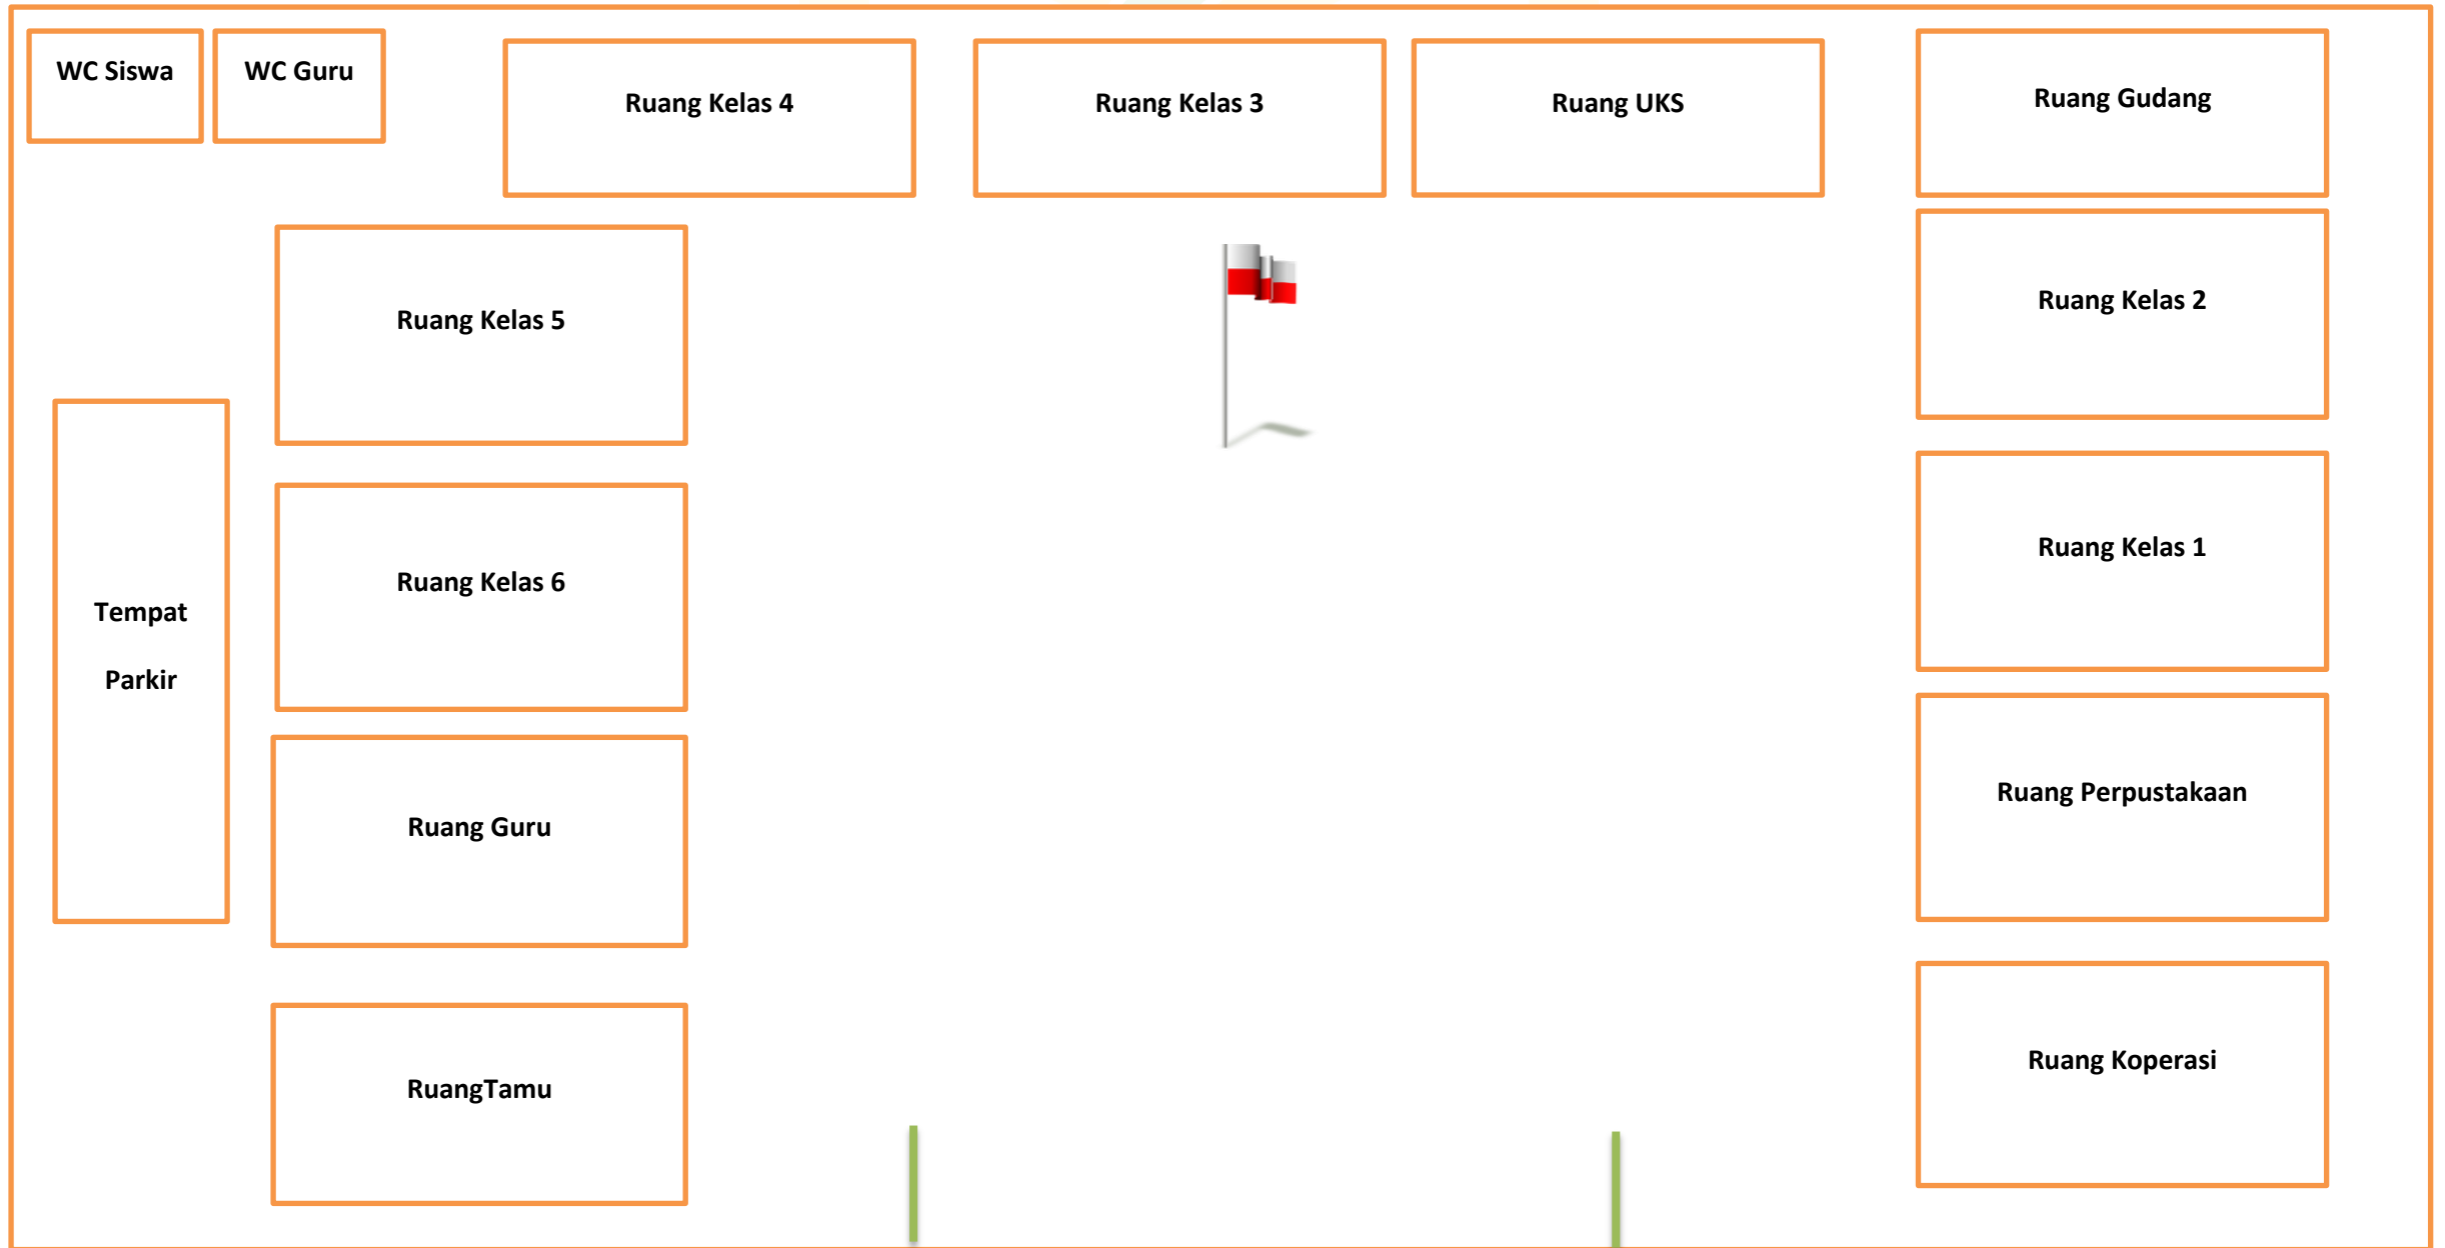 WC Siswa
WC Guru
Ruang Kelas 4
Ruang Kelas 3
Ruang UKS
Ruang Gudang
Ruang Kelas 5
Ruang Kelas 2
Ruang Kelas 6
Ruang Kelas 1
Tempat
Parkir
Ruang Guru
Ruang Perpustakaan
RuangTamu
Ruang Koperasi